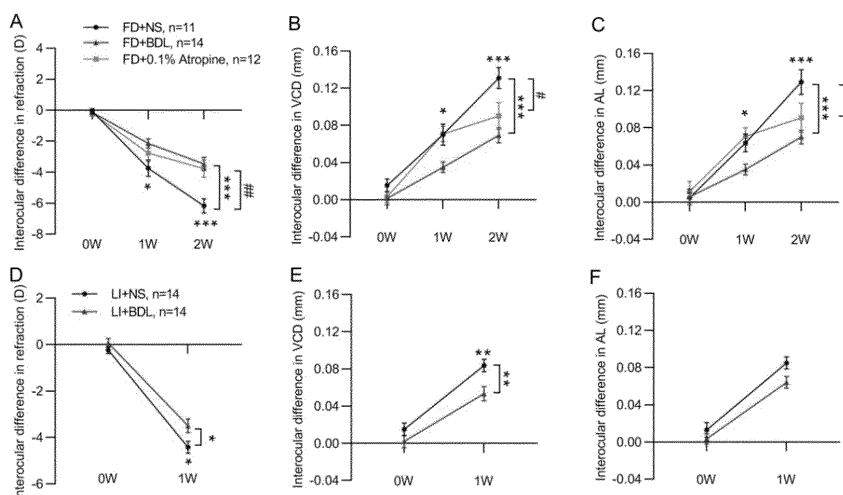 A
FD+NS, n=11
FD+BDL, n=14
FD+0.1% Atropine, n=12
Interocular difference in refraction (D)
4
2
0
-2
-4
-6
-8
0W 1W 2W
*
***
***
##
B
Interocular difference in VCD (mm)
0.16
0.12
0.08
0.04
0.00
-0.04
0W 1W 2W
*
***
***
#
C
Interocular difference in AL (mm)
0.16
0.12
0.08
0.04
0.00
-0.04
0W 1W 2W
*
***
***
D
LI+NS, n=14
LI+BDL, n=14
Interocular difference in refraction (D)
2
0
-2
-4
-6
0W 1W
*
*
E
Interocular difference in VCD (mm)
0.16
0.12
0.08
0.04
0.00
-0.04
0W 1W
**
**
F
Interocular difference in AL (mm)
0.16
0.12
0.08
0.04
0.00
-0.04
0W 1W